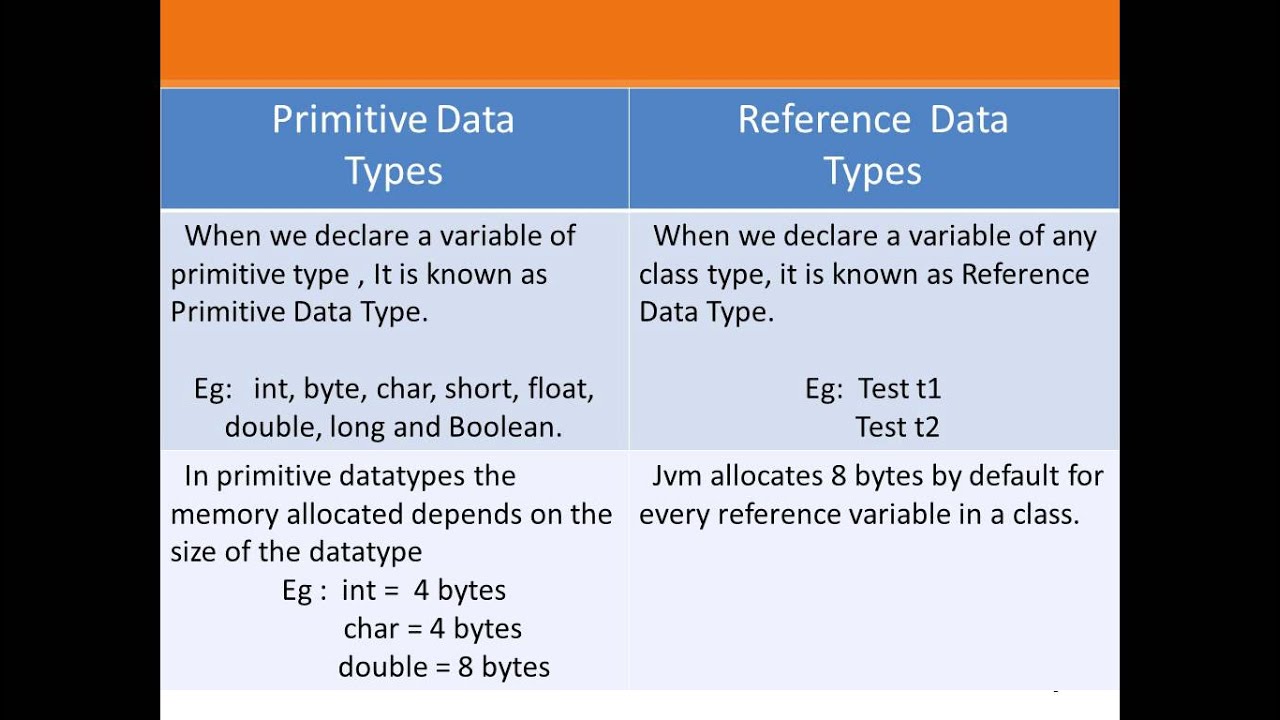 Primitive Data
Types
Reference Data
Types
When we declare a variable of
primitive type , It is known as
Primitive Data Type.
Eg: int, byte, char, short, float,
double, long and Boolean.
When we declare a variable of any
class type, it is known as Reference
Data Type.
Eg: Test t1
Test t2
In primitive datatypes the
memory allocated depends on the
size of the datatype
Eg : int = 4 bytes
char = 4 bytes
double = 8 bytes
Jvm allocates 8 bytes by default for
every reference variable in a class.